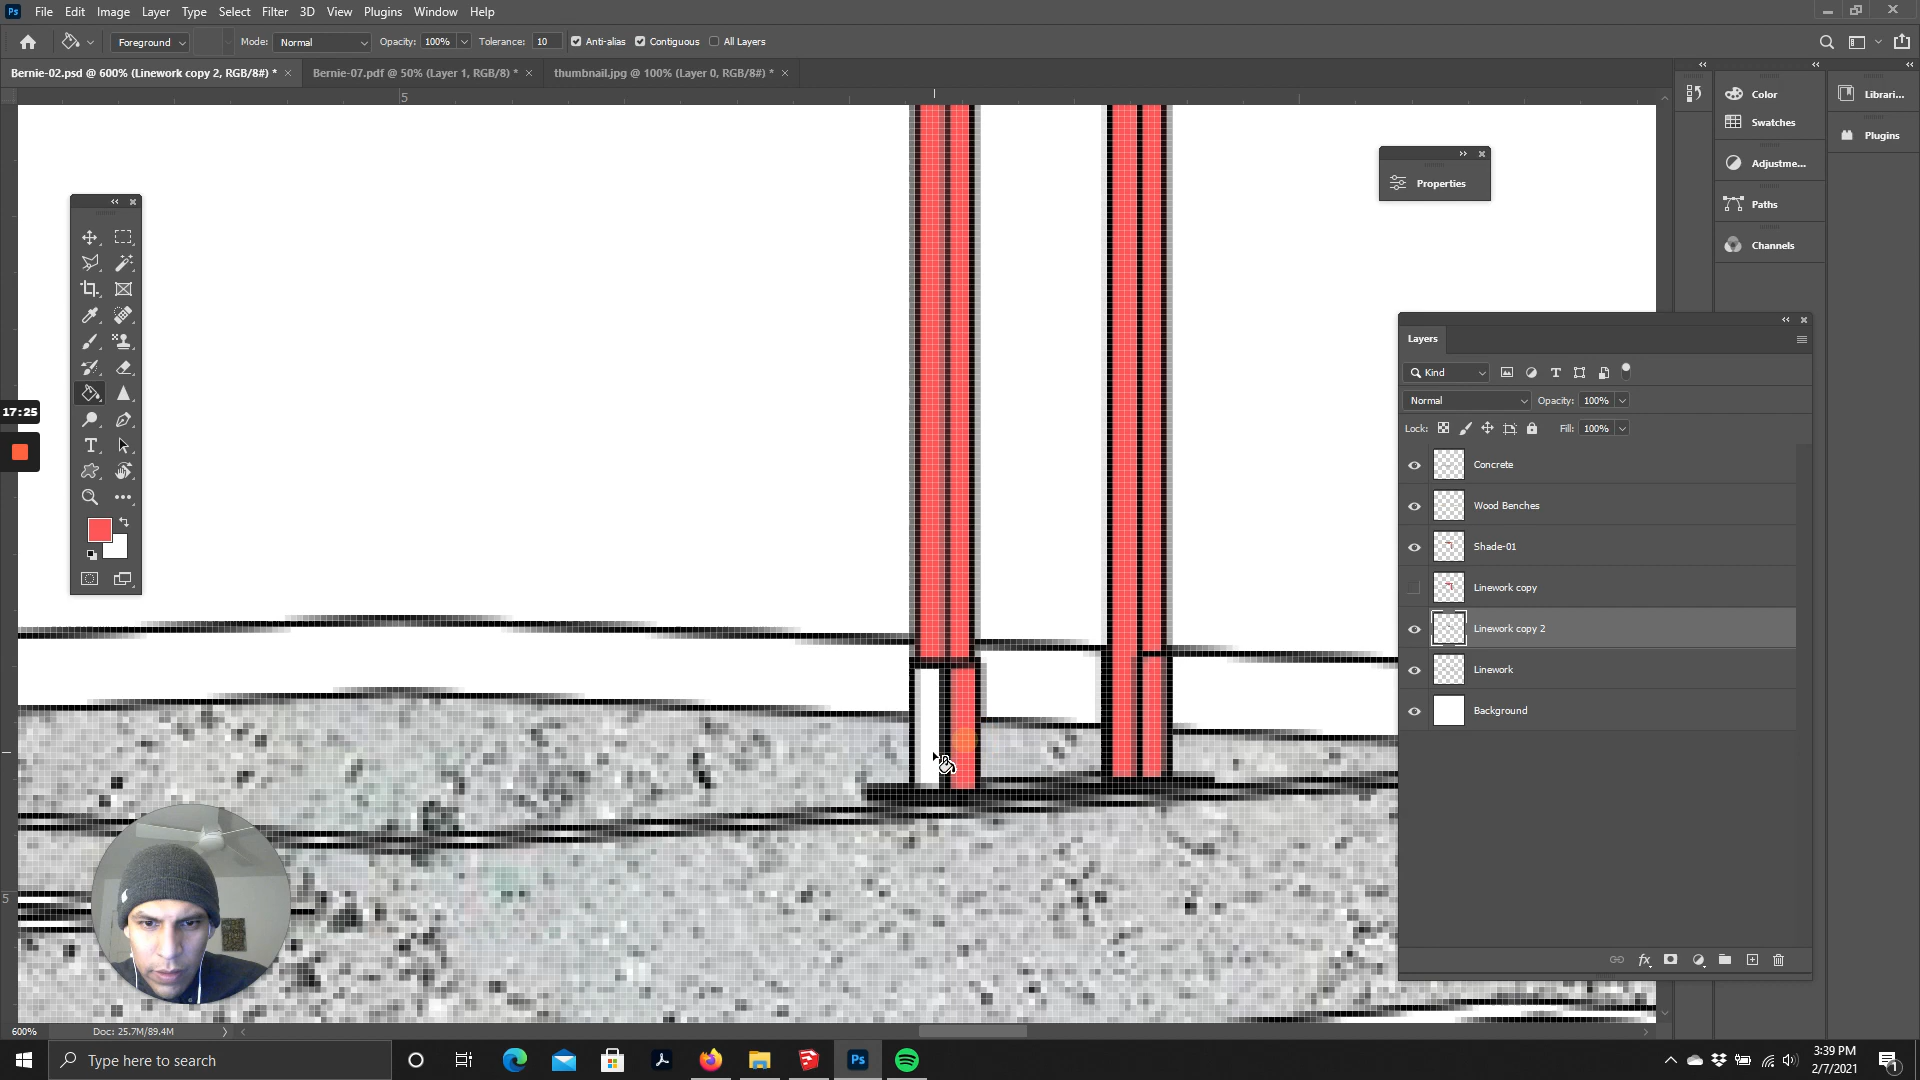 Ps File Edit Image Layer Type Select Filter 3D View Plugins Window Help
Foreground Mode: Normal Opacity: 100% Tolerance: 10 Anti-alias Contiguous All Layers
Bernie-02.psd @ 600% (Linework copy 2, RGB/8#) * Bernie-07.pdf @ 50% (Layer 1, RGB/8) * thumbnail.jpg @ 100% (Layer 0, RGB/8#) *
5
Color
Swatches
Adjustme...
Paths
Channels
Librari...
Plugins
Properties
17:25
Layers
Kind
Normal Opacity: 100%
Lock: Fill: 100%
Concrete
Wood Benches
Shade-01
Linework copy
Linework copy 2
Linework
Background
5
600% Doc: 25.7M/89.4M
Type here to search
Ps
3:39 PM
2/7/2021
1